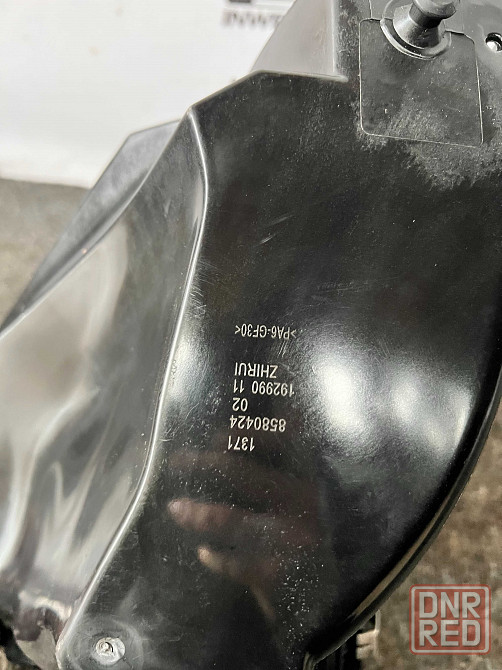 1371
8580424
02
192990 11
ZHIRUI
>PA6-GF30<
DNR
RED